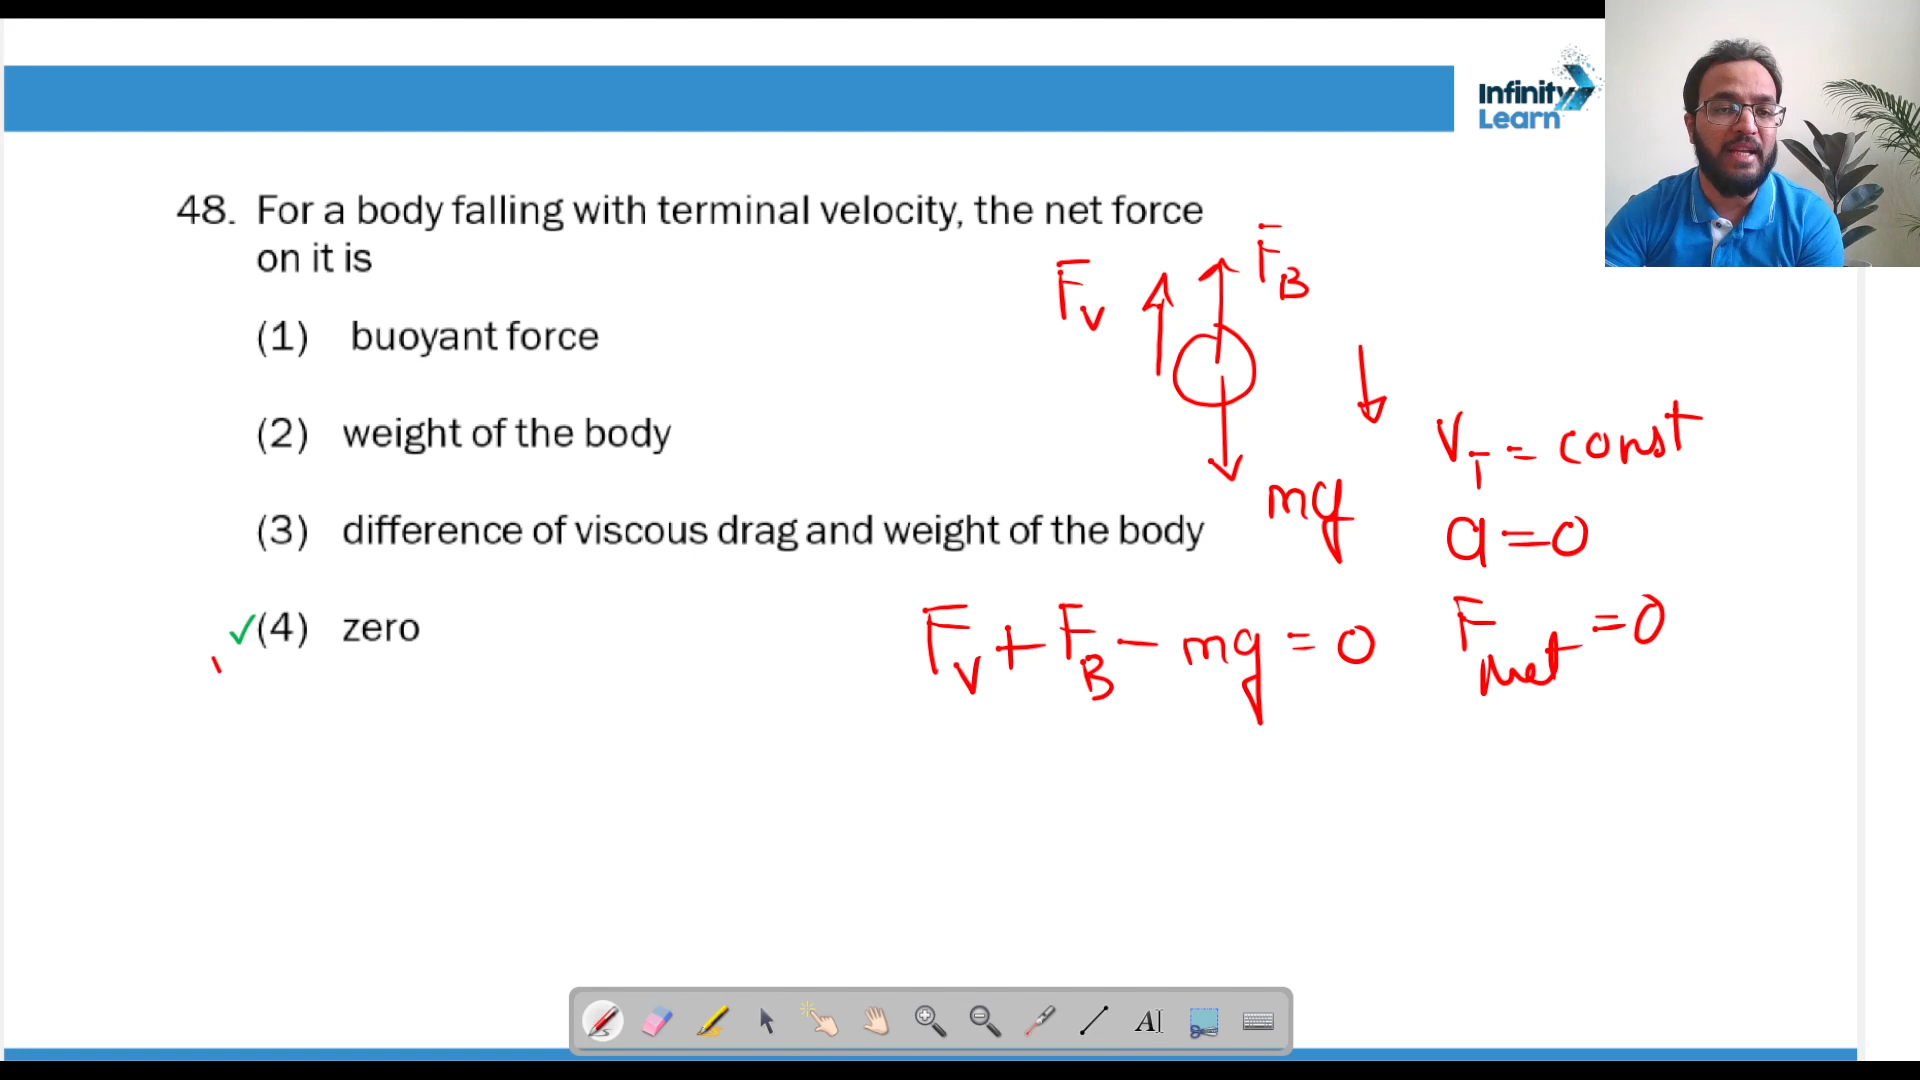 Infinity
Learn
48. For a body falling with terminal velocity, the net force
on it is
(1) buoyant force
(2) weight of the body
(3) difference of viscous drag and weight of the body
✓(4) zero
F_V
F_B
mg
V_T = const
a = 0
F_V + F_B - mg = 0
F_net = 0
AI